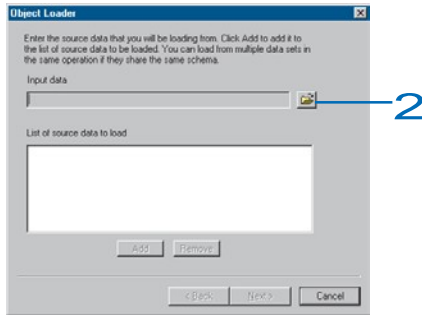 Object Loader
Enter the source data that you will be loading from. Click Add to add it to
the list of source data to be loaded. You can load from multiple data sets in
the same operation if they share the same schema.
Input data
2
List of source data to load
Add Remove
< Back Next > Cancel